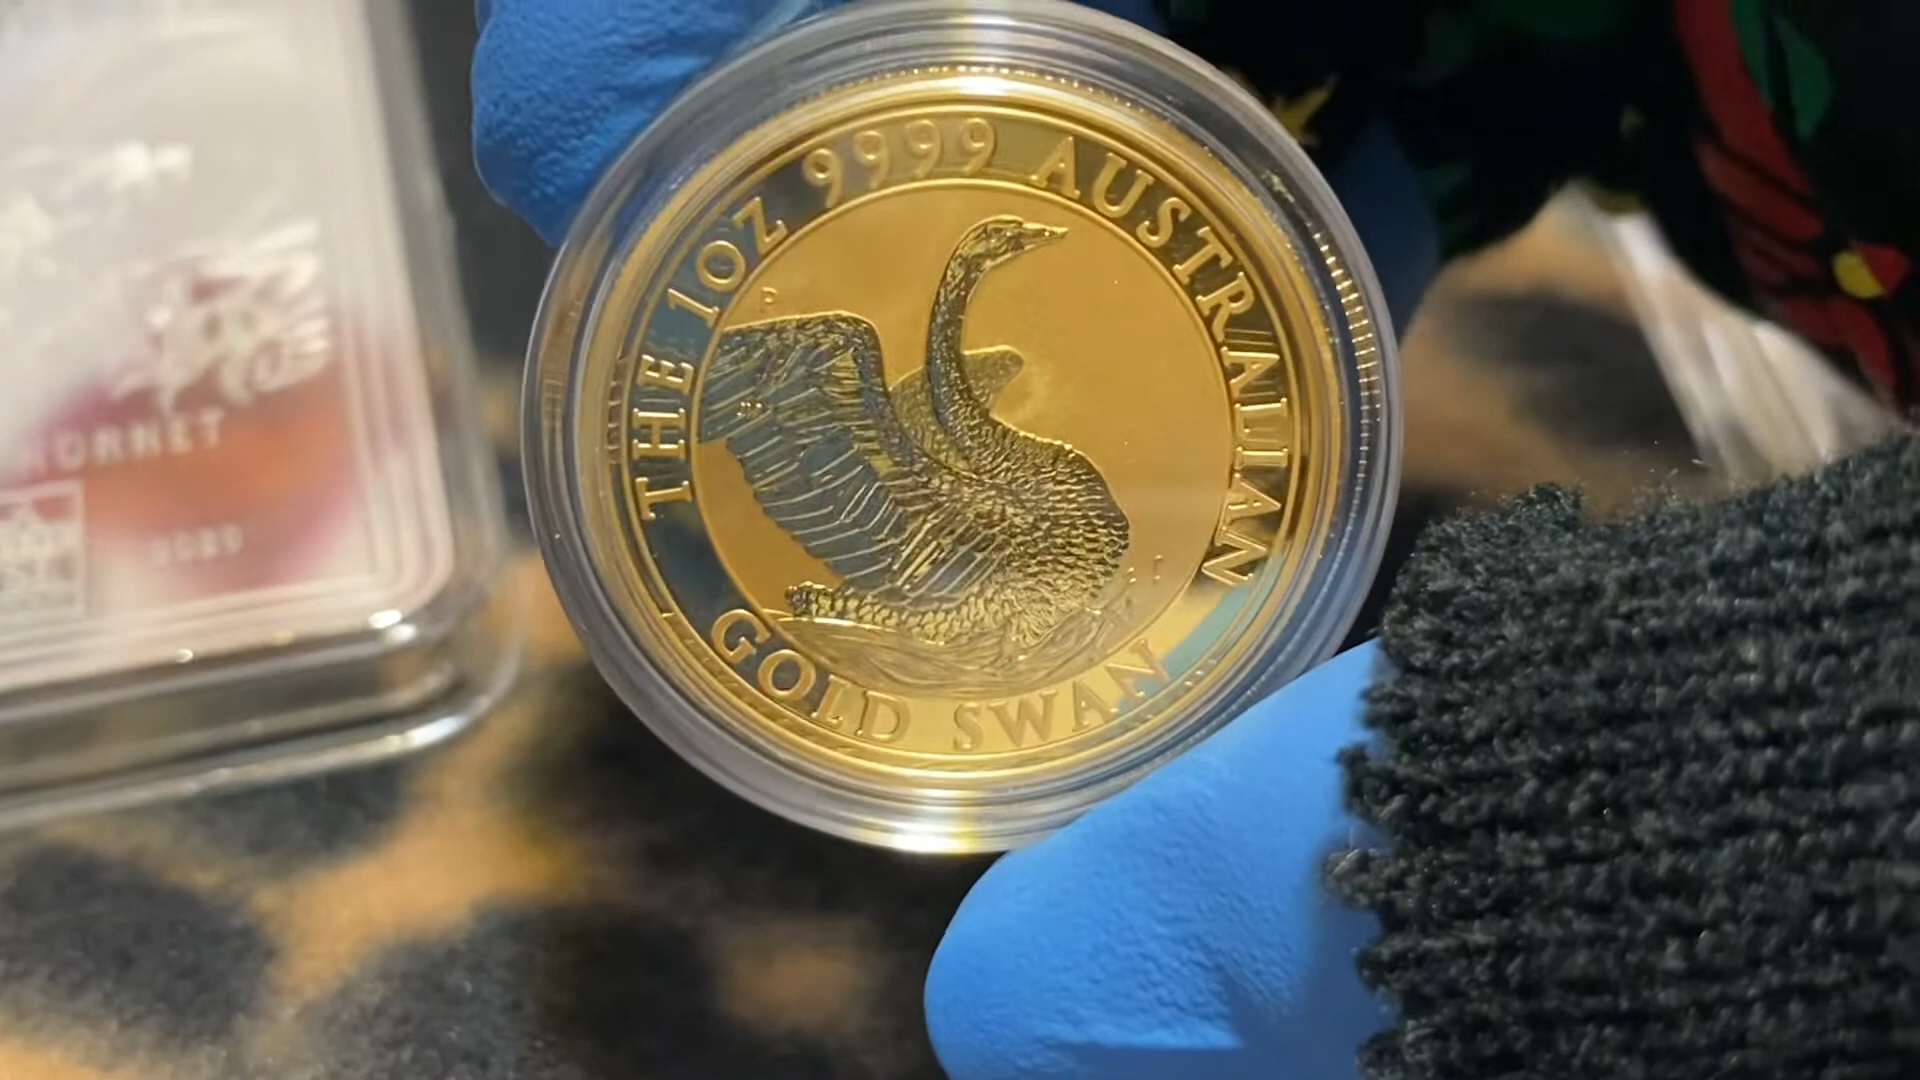 THE 1OZ 9999 AUSTRALIAN
GOLD SWAN
P
HORNET